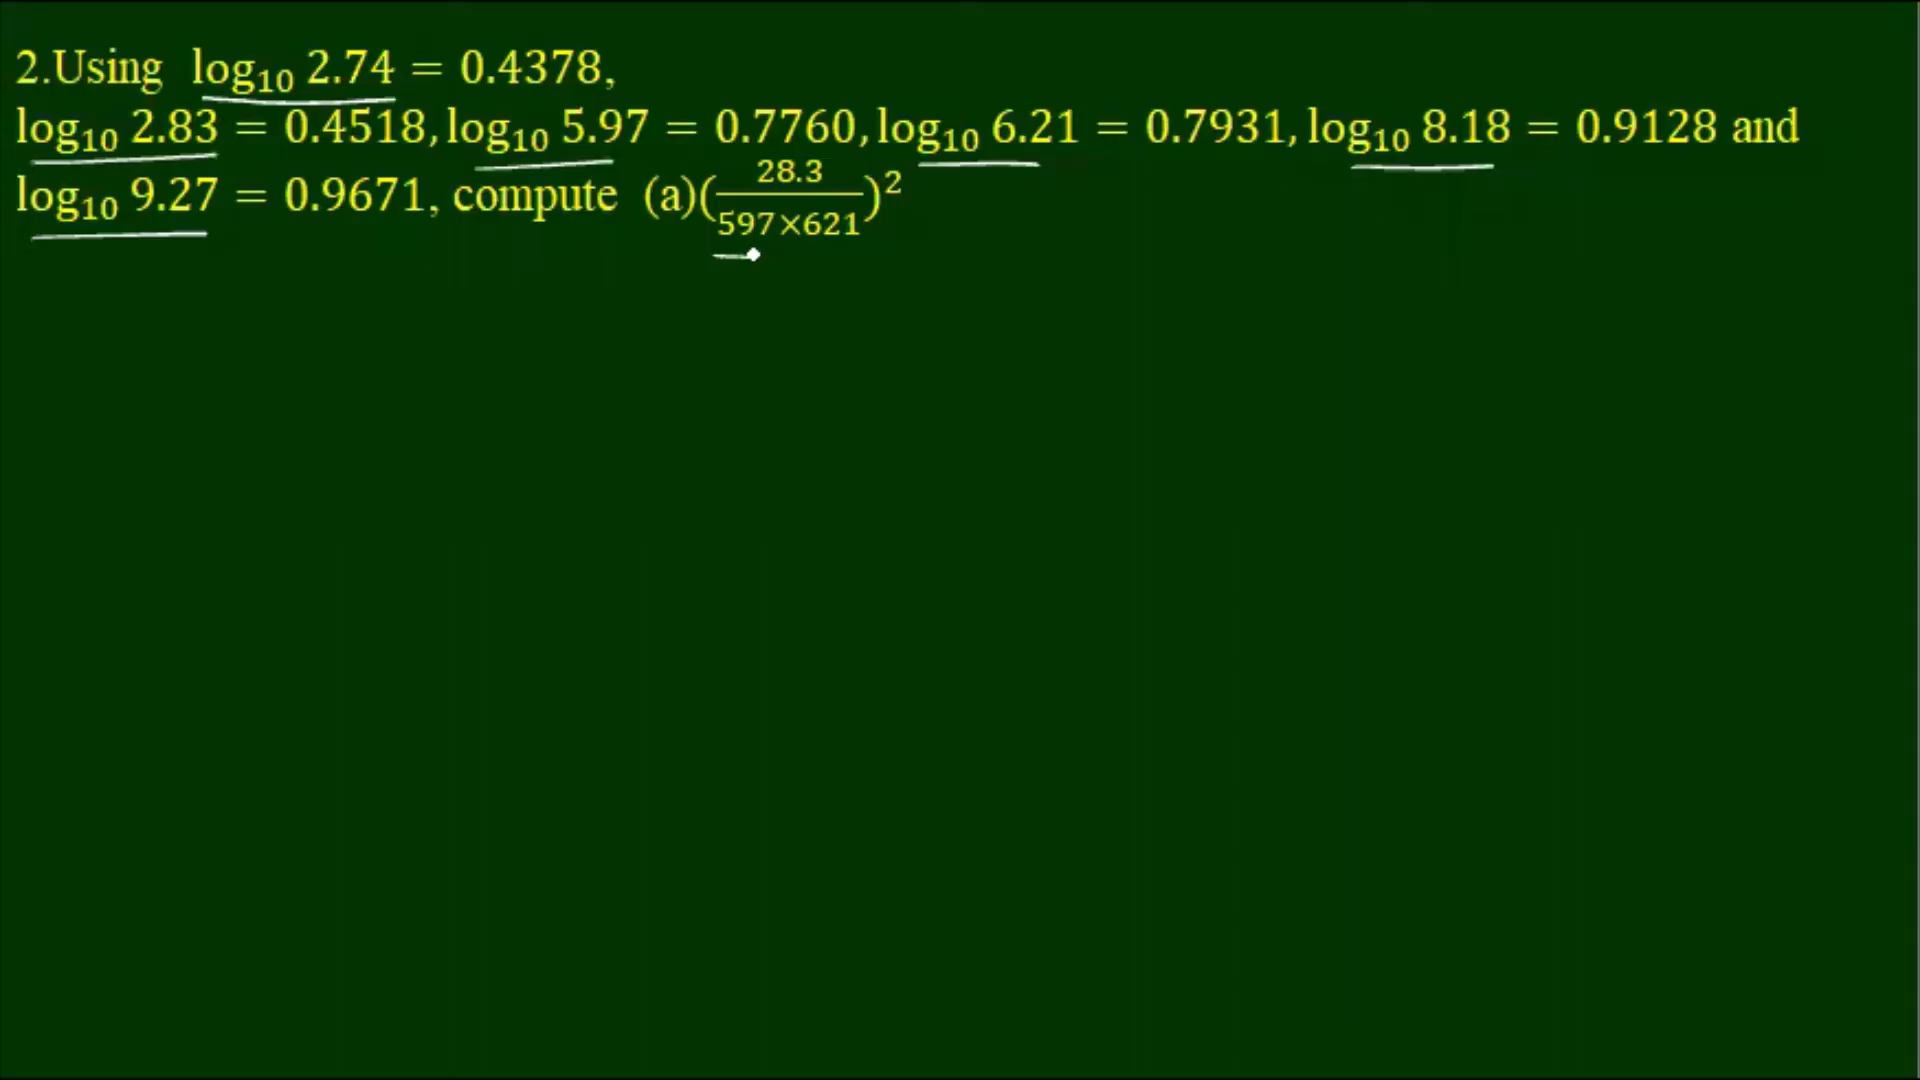 2.Using log₁₀ 2.74 = 0.4378,
log₁₀ 2.83 = 0.4518, log₁₀ 5.97 = 0.7760, log₁₀ 6.21 = 0.7931, log₁₀ 8.18 = 0.9128 and
log₁₀ 9.27 = 0.9671, compute (a)(28.3/597×621)²